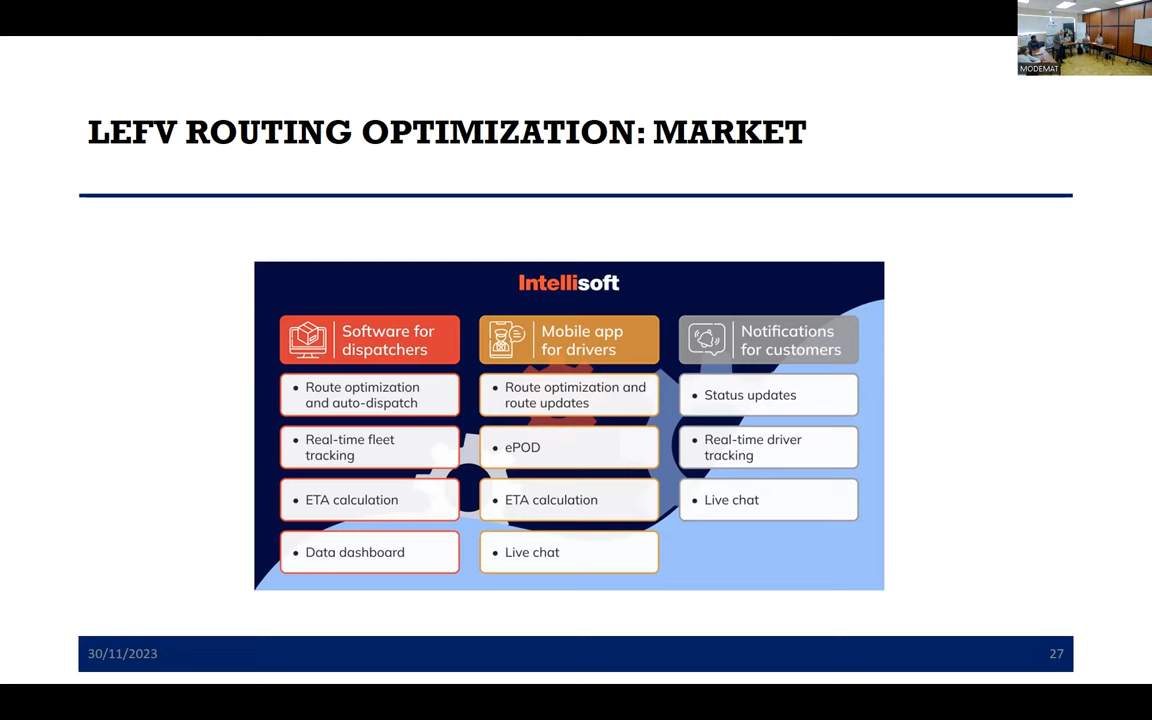 MODEMAT
LEFV ROUTING OPTIMIZATION: MARKET
Intellisoft
Software for
dispatchers
• Route optimization
and auto-dispatch
• Real-time fleet
tracking
• ETA calculation
• Data dashboard
Mobile app
for drivers
• Route optimization and
route updates
• ePOD
• ETA calculation
• Live chat
Notifications
for customers
• Status updates
• Real-time driver
tracking
• Live chat
30/11/2023
27